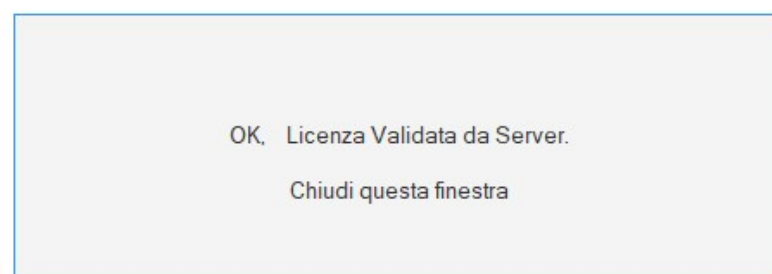 OK, Licenza Validata da Server.
Chiudi questa finestra